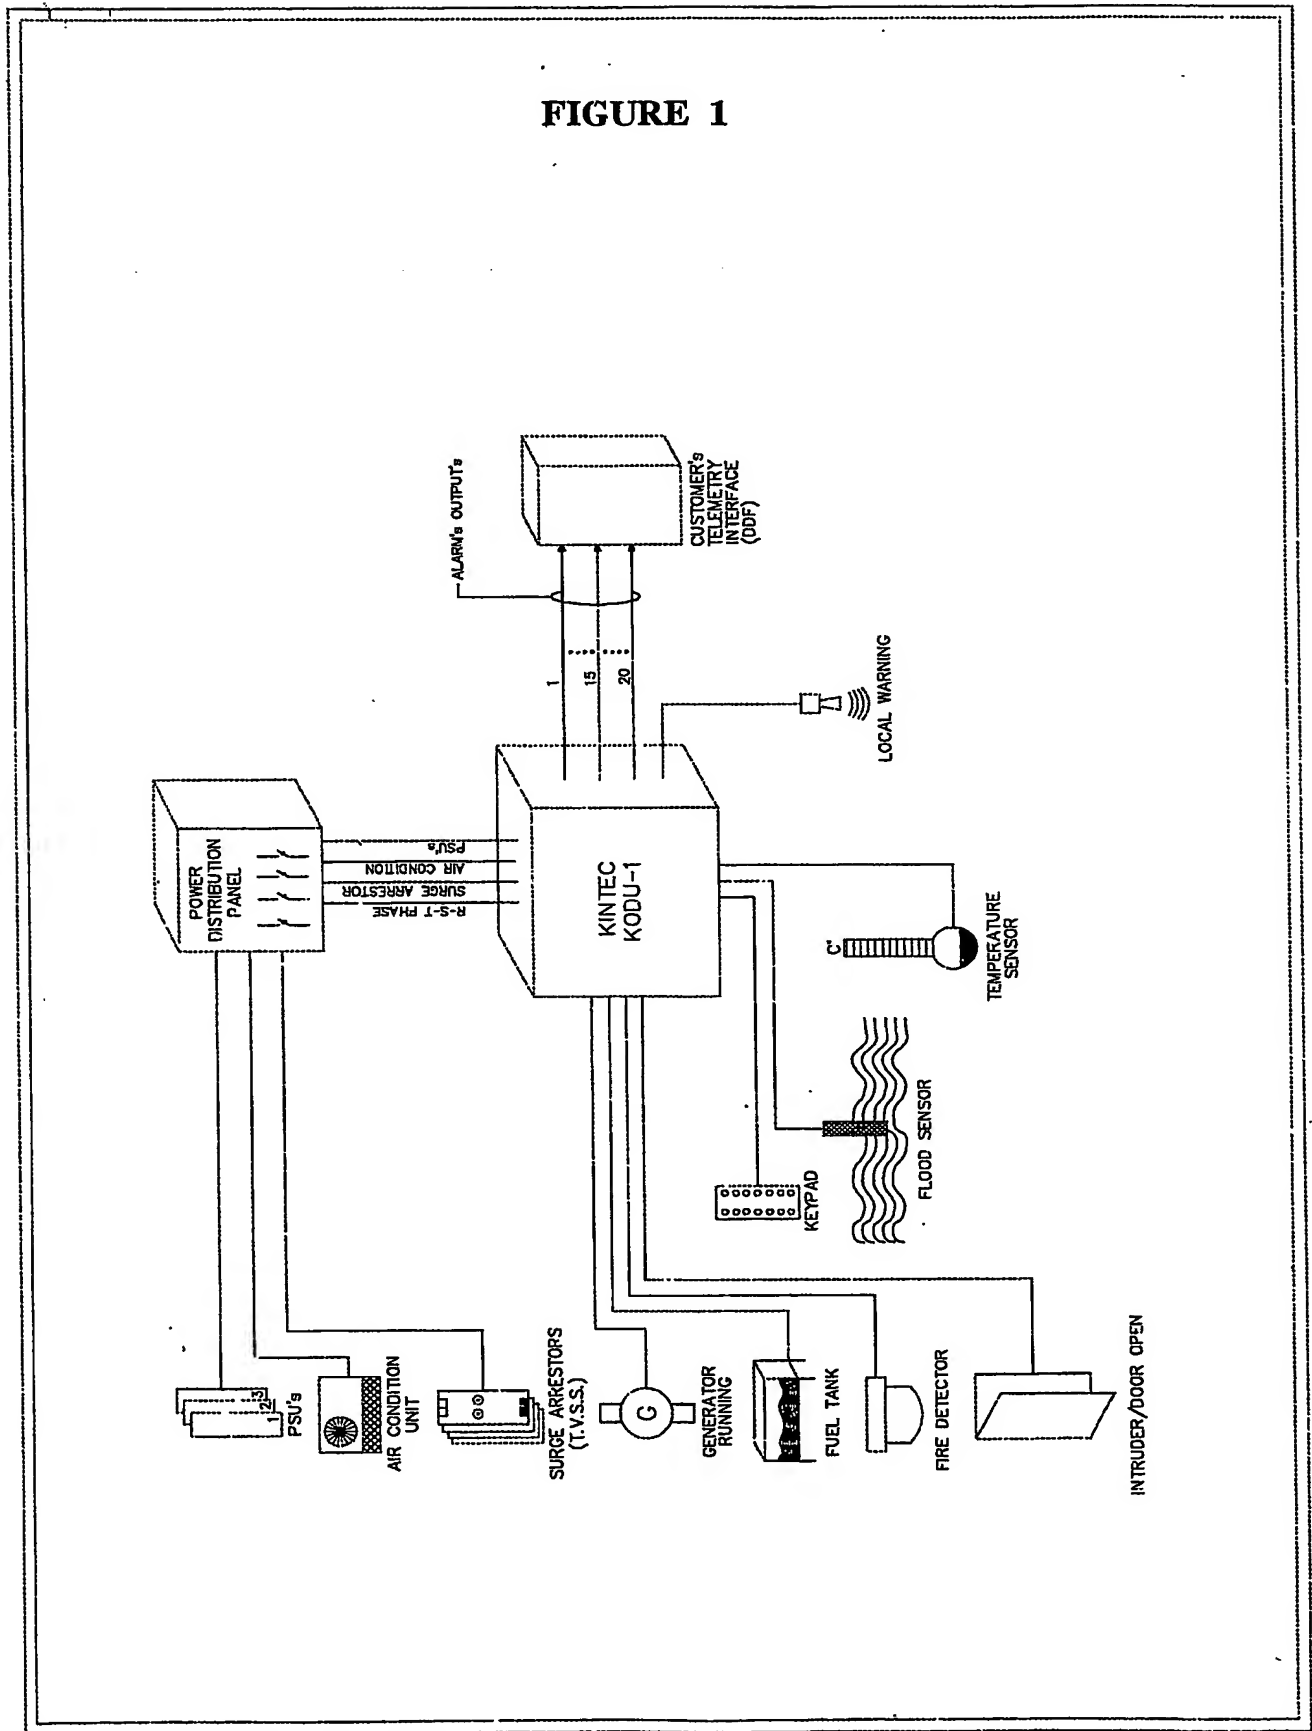 FIGURE 1
POWER
DISTRIBUTION
PANEL
PSU's
AIR CONDITION
SURGE ARRESTOR
R-S-T PHASE
ALARM's OUTPUT's
1
15
20
CUSTOMER's
TELEMETRY
INTERFACE
(DDF)
KINTEC
KODU-1
LOCAL WARNING
C°
TEMPERATURE
SENSOR
FLOOD SENSOR
KEYPAD
1
2
3
PSU's
AIR CONDITION
UNIT
SURGE ARRESTORS
(T.V.S.S.)
G
GENERATOR
RUNNING
FUEL TANK
FIRE DETECTOR
INTRUDER/DOOR OPEN